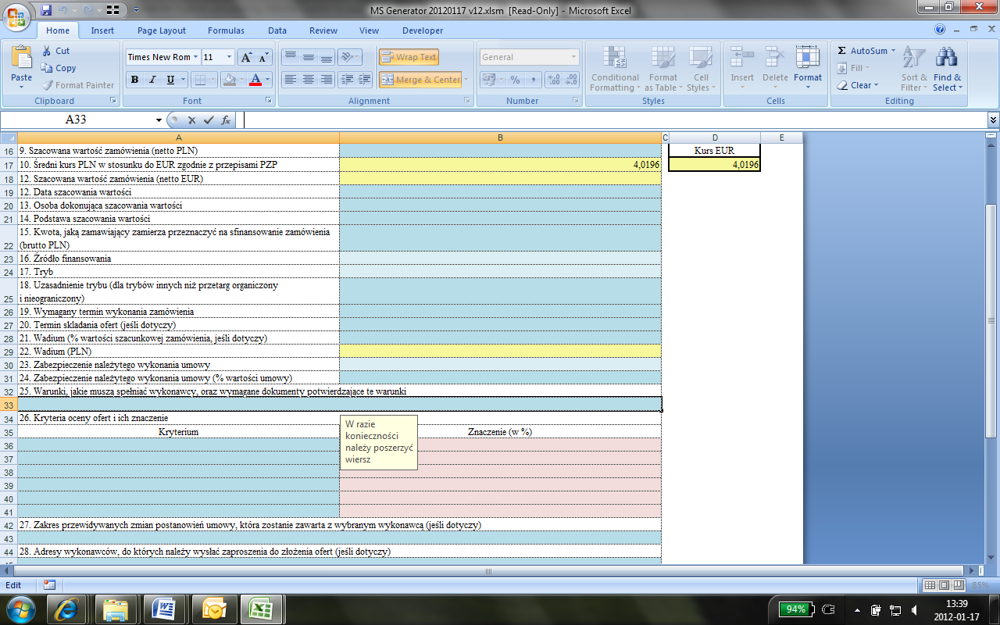 MS Generator 20120117 v12.xlsm [Read-Only] - Microsoft Excel
Home Insert Page Layout Formulas Data Review View Developer
Paste
Cut
Copy
Format Painter
Clipboard
Times New Rom 11
B I U
Font
Wrap Text
Merge & Center
Alignment
General
Number
Conditional Formatting
Format as Table
Cell Styles
Styles
Insert Delete Format
Cells
AutoSum
Fill
Clear
Sort & Filter
Find & Select
Editing
A33
A B C D E
16 9. Szacowana wartość zamówienia (netto PLN) Kurs EUR
17 10. Średni kurs PLN w stosunku do EUR zgodnie z przepisami PZP 4,0196 4,0196
18 12. Szacowana wartość zamówienia (netto EUR)
19 12. Data szacowania wartości
20 13. Osoba dokonująca szacowania wartości
21 14. Podstawa szacowania wartości
15. Kwota, jaką zamawiający zamierza przeznaczyć na sfinansowanie zamówienia
22 (brutto PLN)
23 16. Źródło finansowania
24 17. Tryb
18. Uzasadnienie trybu (dla trybów innych niż przetarg organiczony
25 i nieograniczony)
26 19. Wymagany termin wykonania zamówienia
27 20. Termin skladania ofert (jeśli dotyczy)
28 21. Wadium (% wartości szacunkowej zamówienia, jeśli dotyczy)
29 22. Wadium (PLN)
30 23. Zabezpieczenie należytego wykonania umowy
31 24. Zabezpieczenie należytego wykonania umowy (% wartości umowy)
32 25. Warunki, jakie muszą spełniać wykonawcy, oraz wymagane dokumenty potwierdzające te warunki
33
34 26. Kryteria oceny ofert i ich znaczenie
35 Kryterium Znaczenie (w %)
W razie
konieczności
należy poszerzyć
wiersz
36
37
38
39
40
41
42 27. Zakres przewidywanych zmian postanowień umowy, która zostanie zawarta z wybranym wykonawcą (jeśli dotyczy)
43
44 28. Adresy wykonawców, do których należy wysłać zaproszenia do złożenia ofert (jeśli dotyczy)
Edit
85%
94%
13:39
2012-01-17